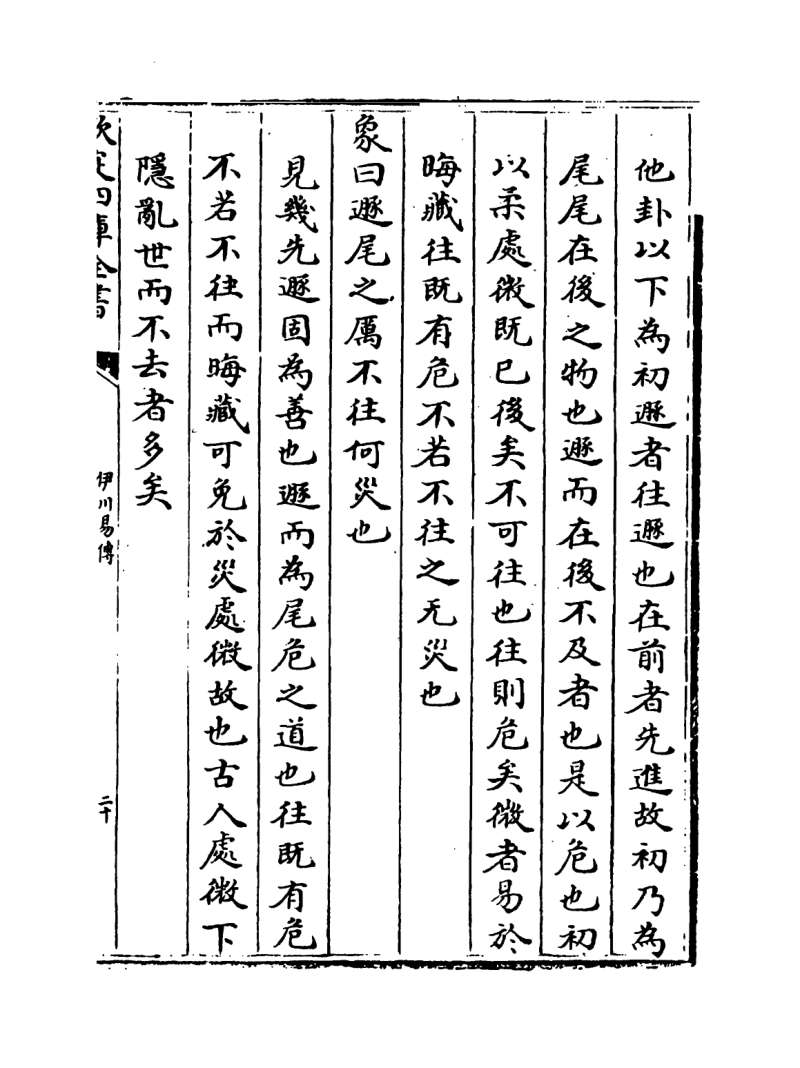 他卦以下為初遯者往遯也在前者先進故初乃為
尾尾在後之物也遯而在後不及者也是以危也初
以柔處微既已後矣不可往也往則危矣微者易於
晦藏往既有危不若不往之无災也
象曰遯尾之厲不往何災也
見幾先遯固為善也遯而為尾危之道也往既有危
不若不往而晦藏可免於災處微故也古人處微下
隱亂世而不去者多矣
欽定四庫全書
伊川易傳
二十